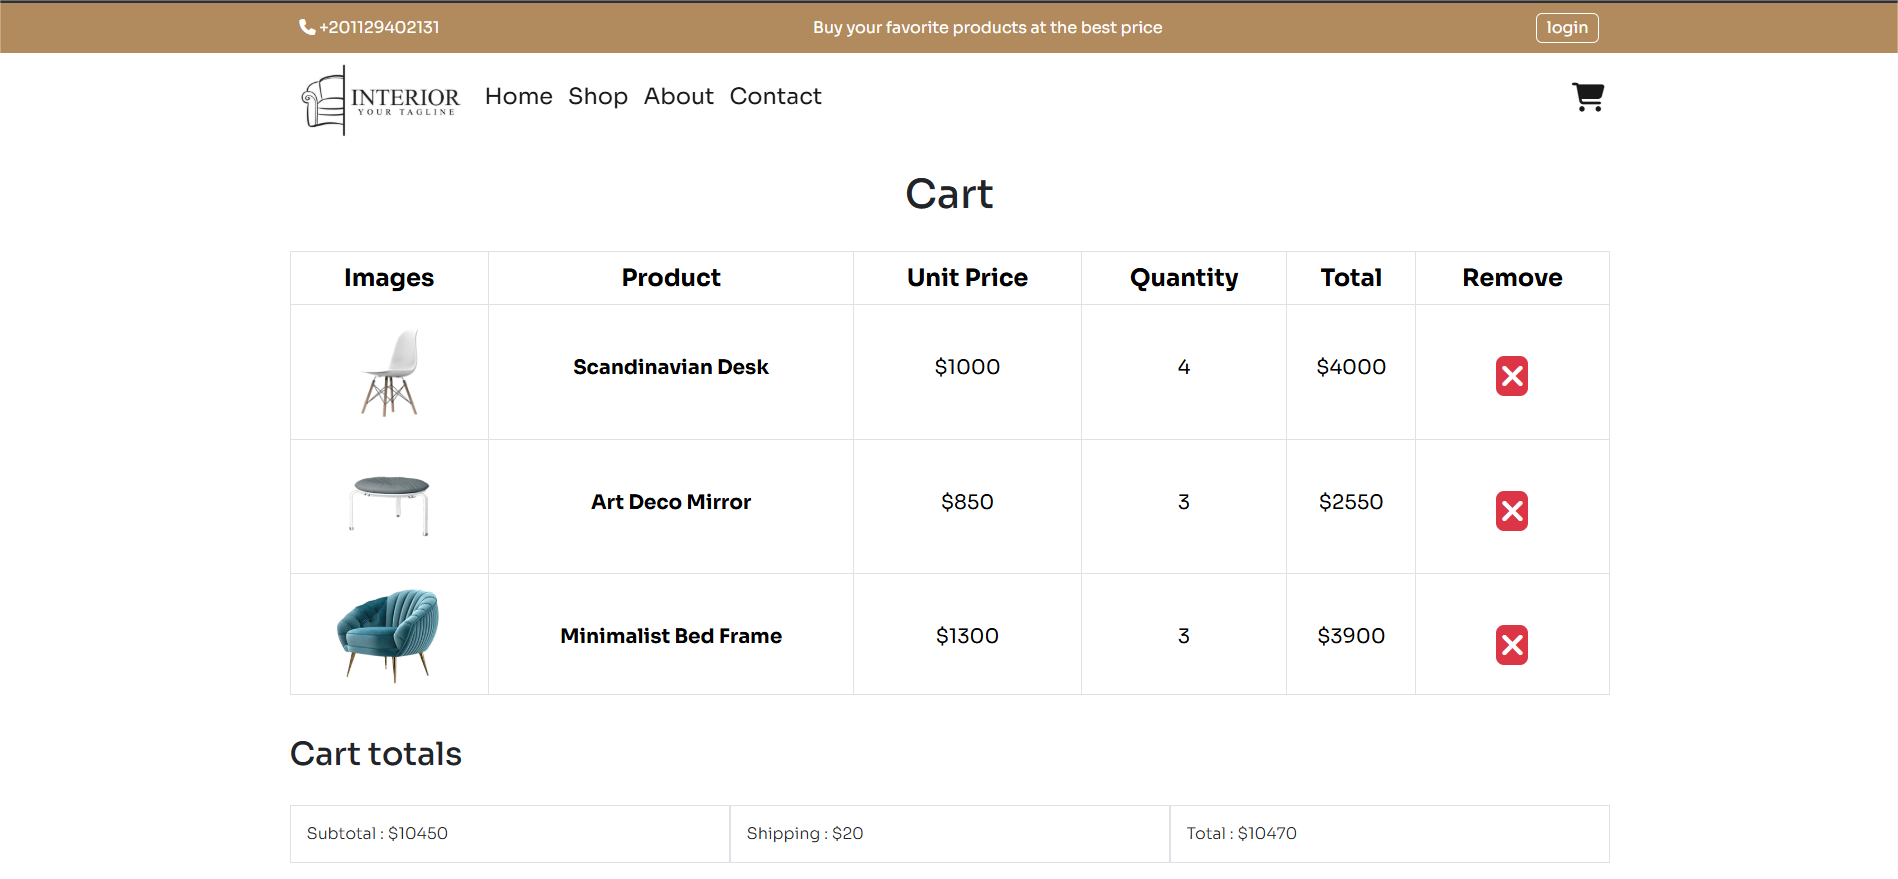 +201129402131 Buy your favorite products at the best price login
INTERIOR
YOUR TAGLINE
Home Shop About Contact
Cart
Images Product Unit Price Quantity Total Remove
Scandinavian Desk $1000 4 $4000
Art Deco Mirror $850 3 $2550
Minimalist Bed Frame $1300 3 $3900
Cart totals
Subtotal : $10450 Shipping : $20 Total : $10470